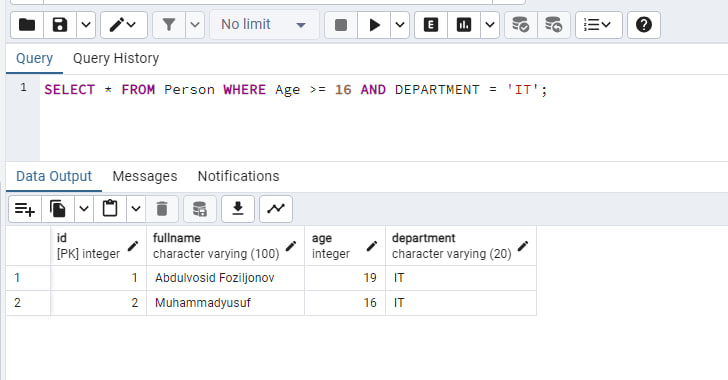 No limit
E
Query Query History
1 SELECT * FROM Person WHERE Age >= 16 AND DEPARTMENT = 'IT';
Data Output Messages Notifications
id fullname age department
[PK] integer character varying (100) integer character varying (20)
1 1 Abdulvosid Foziljonov 19 IT
2 2 Muhammadyusuf 16 IT